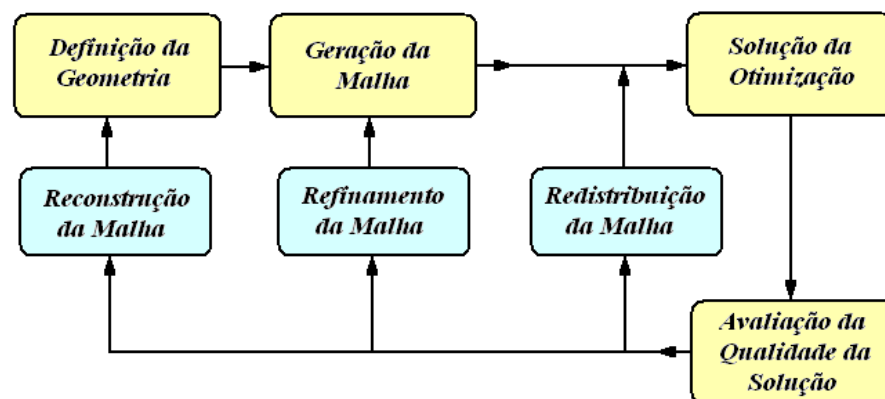 Definição da
Geometria
Geração da
Malha
Solução da
Otimização
Reconstrução
da Malha
Refinamento
da Malha
Redistribuição
da Malha
Avaliação da
Qualidade da
Solução